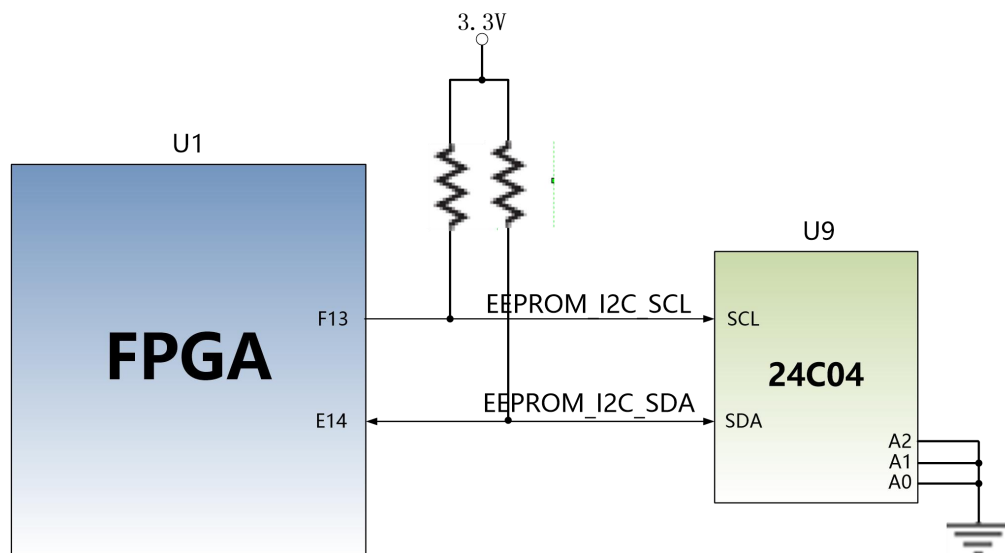 3.3V
U1
U9
EEPROM_I2C_SCL
F13
SCL
FPGA
24C04
EEPROM_I2C_SDA
E14
SDA
A2
A1
A0